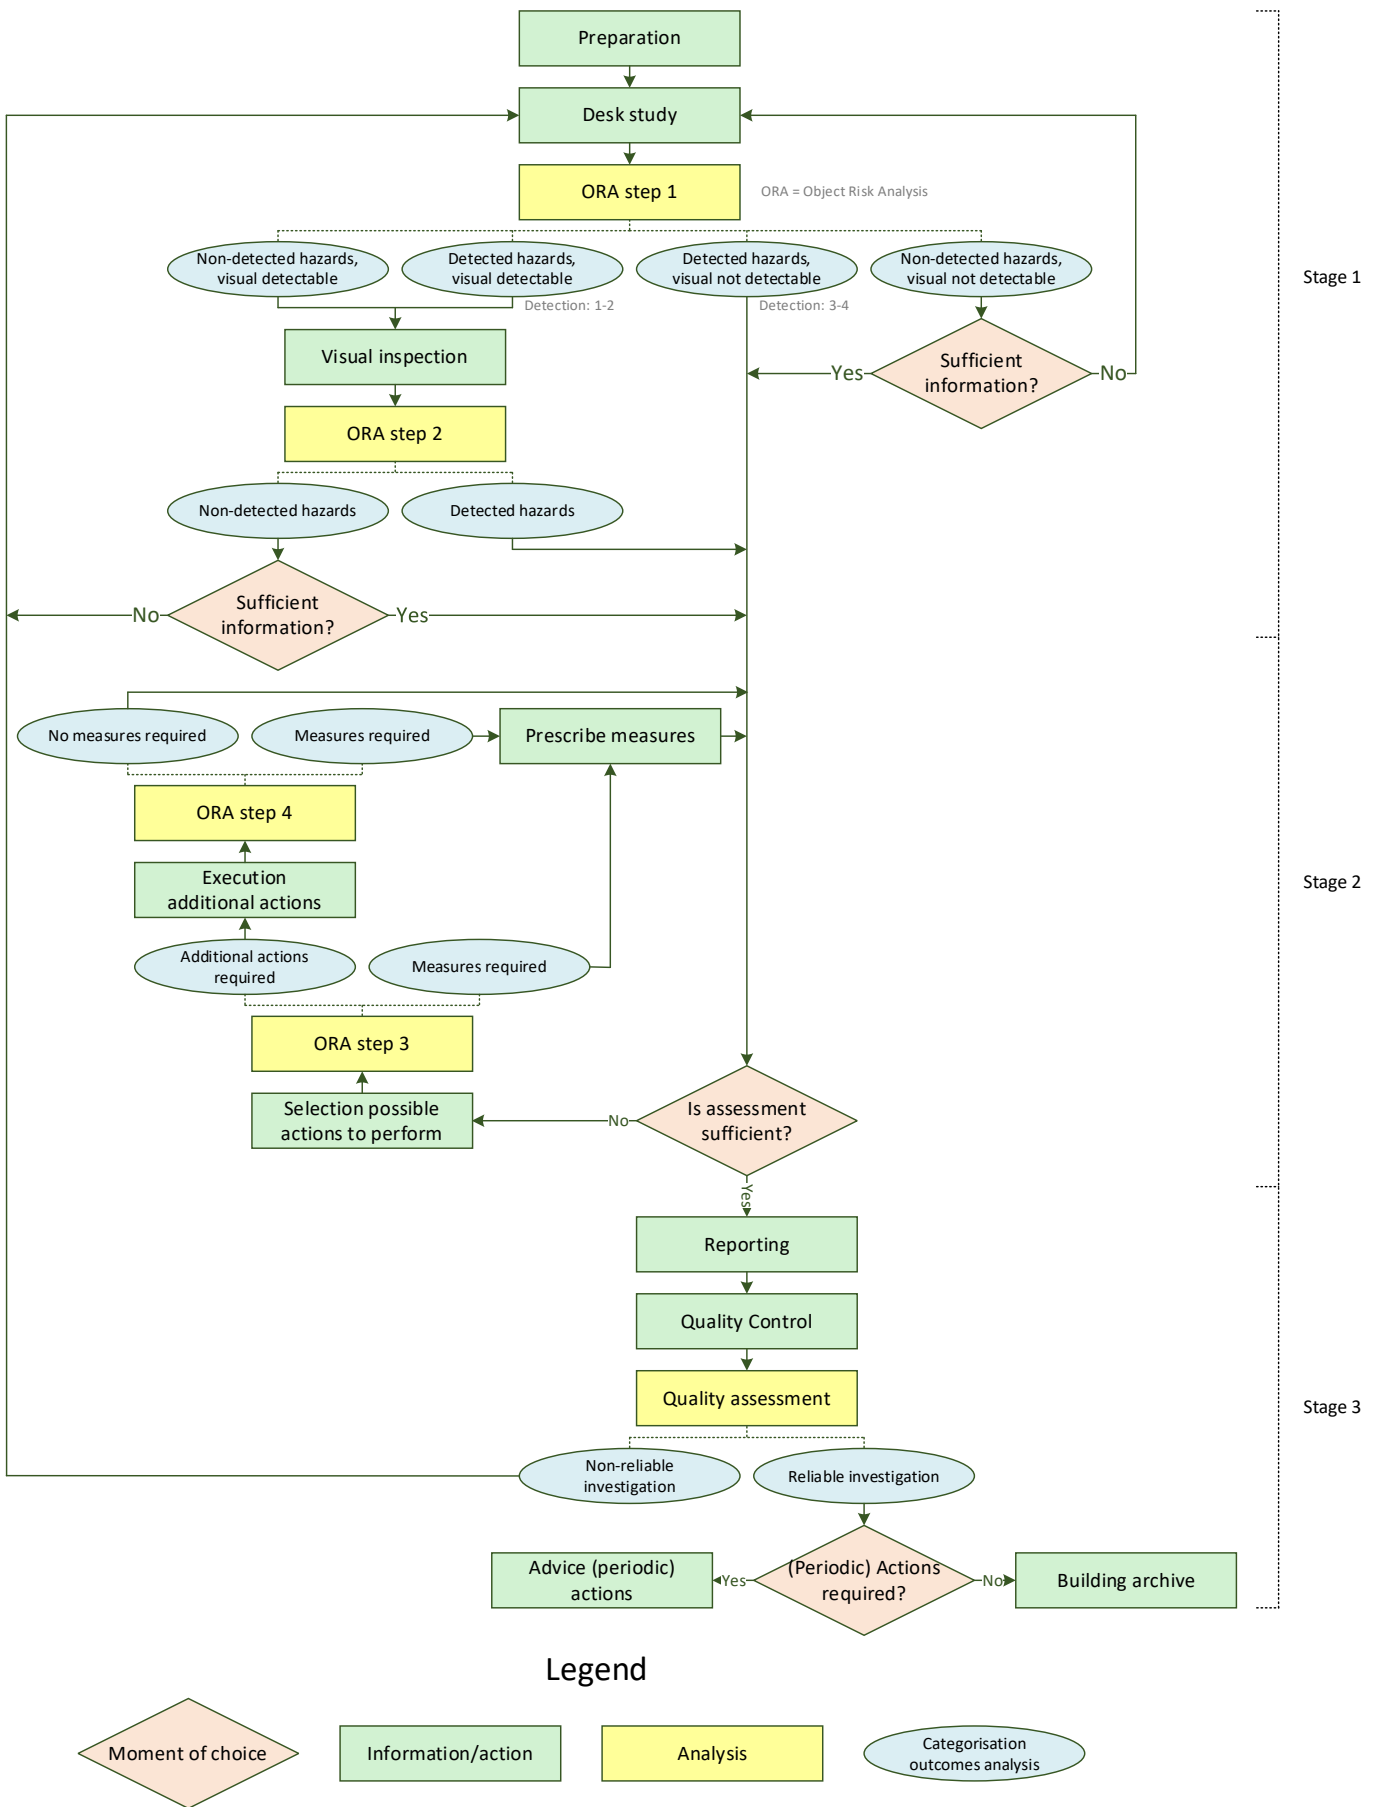 Preparation
Desk study
ORA step 1
ORA = Object Risk Analysis
Non-detected hazards,
visual detectable
Detected hazards,
visual detectable
Detected hazards,
visual not detectable
Non-detected hazards,
visual not detectable
Stage 1
Detection: 1-2
Detection: 3-4
Visual inspection
Yes
Sufficient
information?
No
ORA step 2
Non-detected hazards
Detected hazards
No
Sufficient
information?
Yes
No measures required
Measures required
Prescribe measures
ORA step 4
Execution
additional actions
Stage 2
Additional actions
required
Measures required
ORA step 3
Selection possible
actions to perform
No
Is assessment
sufficient?
Yes
Reporting
Quality Control
Quality assessment
Stage 3
Non-reliable
investigation
Reliable investigation
Advice (periodic)
actions
Yes
(Periodic) Actions
required?
No
Building archive
Legend
Moment of choice
Information/action
Analysis
Categorisation
outcomes analysis